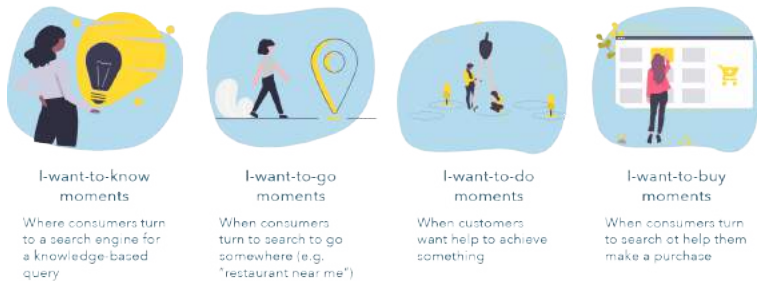 I-want-to-know
moments
Where consumers turn
to a search engine for
a knowledge-based
query
I-want-to-go
moments
When consumers
turn to search to go
somewhere (e.g.
"restaurant near me")
I-want-to-do
moments
When customers
want help to achieve
something
I-want-to-buy
moments
When consumers turn
to search ot help them
make a purchase